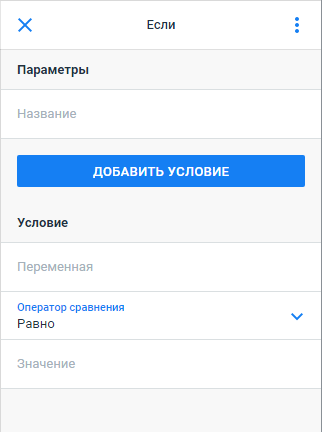 Если
Параметры
Название
ДОБАВИТЬ УСЛОВИЕ
Условие
Переменная
Оператор сравнения
Равно
Значение